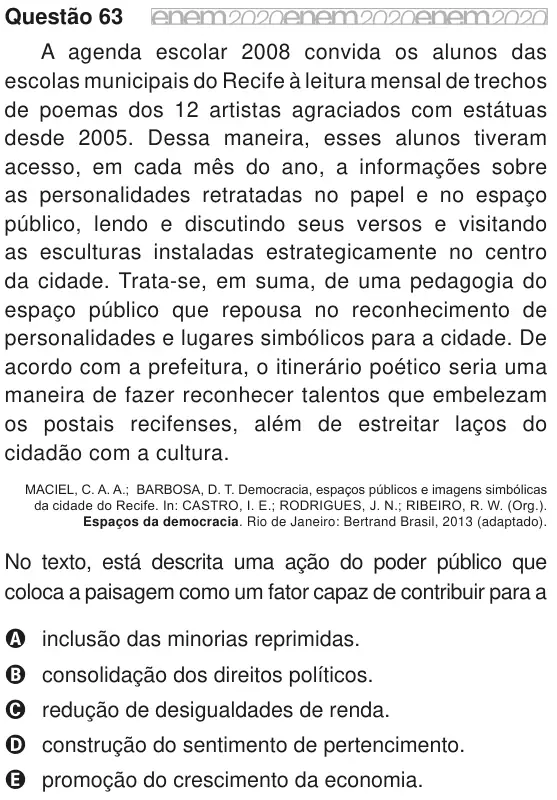 Questão 63 enem2020enem2020enem2020
A agenda escolar 2008 convida os alunos das
escolas municipais do Recife à leitura mensal de trechos
de poemas dos 12 artistas agraciados com estátuas
desde 2005. Dessa maneira, esses alunos tiveram
acesso, em cada mês do ano, a informações sobre
as personalidades retratadas no papel e no espaço
público, lendo e discutindo seus versos e visitando
as esculturas instaladas estrategicamente no centro
da cidade. Trata-se, em suma, de uma pedagogia do
espaço público que repousa no reconhecimento de
personalidades e lugares simbólicos para a cidade. De
acordo com a prefeitura, o itinerário poético seria uma
maneira de fazer reconhecer talentos que embelezam
os postais recifenses, além de estreitar laços do
cidadão com a cultura.
MACIEL, C. A. A.; BARBOSA, D. T. Democracia, espaços públicos e imagens simbólicas
da cidade do Recife. In: CASTRO, I. E.; RODRIGUES, J. N.; RIBEIRO, R. W. (Org.).
Espaços da democracia. Rio de Janeiro: Bertrand Brasil, 2013 (adaptado).
No texto, está descrita uma ação do poder público que
coloca a paisagem como um fator capaz de contribuir para a
A inclusão das minorias reprimidas.
B consolidação dos direitos políticos.
C redução de desigualdades de renda.
D construção do sentimento de pertencimento.
E promoção do crescimento da economia.